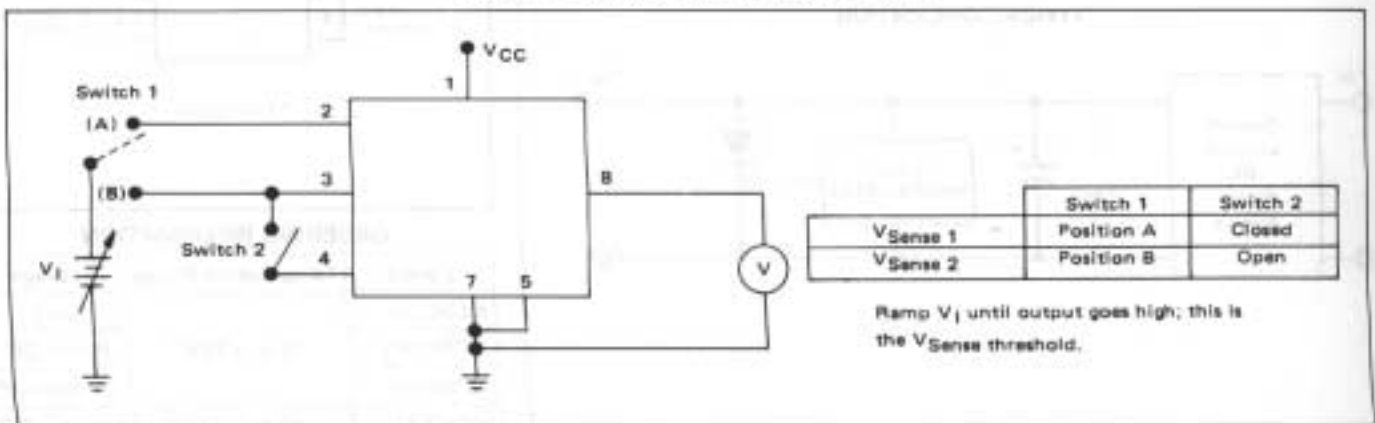 VCC
1
Switch 1
(A)
2
(B)
3
8
Switch 2
4
VI
7 5
V
Switch 1 Switch 2
VSense 1 Position A Closed
VSense 2 Position B Open
Ramp VI until output goes high; this is
the VSense threshold.